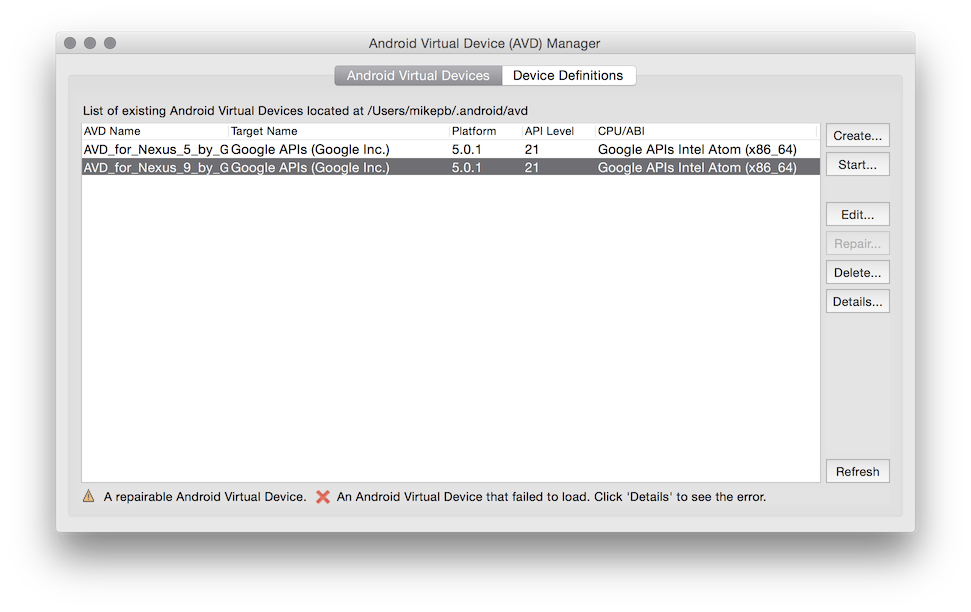 Android Virtual Device (AVD) Manager
Android Virtual Devices Device Definitions
List of existing Android Virtual Devices located at /Users/mikepb/.android/avd
AVD Name Target Name Platform API Level CPU/ABI
AVD_for_Nexus_5_by_G Google APIs (Google Inc.) 5.0.1 21 Google APIs Intel Atom (x86_64)
AVD_for_Nexus_9_by_G Google APIs (Google Inc.) 5.0.1 21 Google APIs Intel Atom (x86_64)
Create...
Start...
Edit...
Repair...
Delete...
Details...
Refresh
A repairable Android Virtual Device. An Android Virtual Device that failed to load. Click 'Details' to see the error.